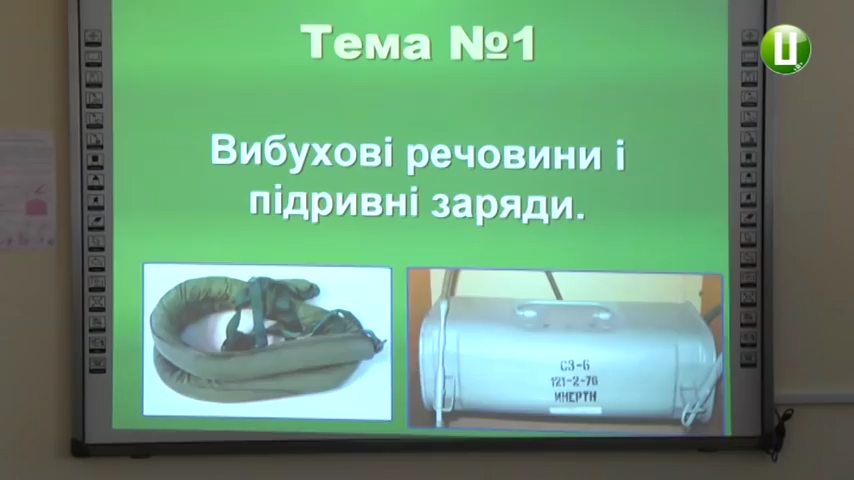 Тема №1
Ц
Вибухові речовини і
підривні заряди.
СЗ-6
121-2-76
ИНЕРТН